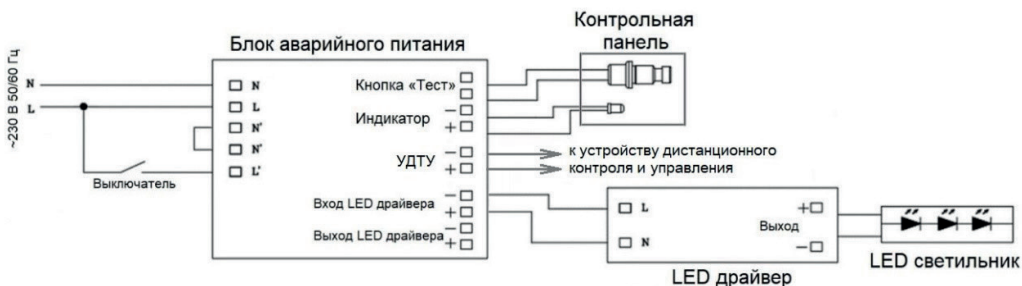 Контрольная
панель
Блок аварийного питания
~230 В 50/60 Гц
N
L
N
L
N'
N'
L'
Выключатель
Кнопка «Тест»
Индикатор
−
+
УДТУ
−
+
к устройству дистанционного
контроля и управления
Вход LED драйвера
−
+
Выход LED драйвера
−
+
L
N
Выход
+
−
LED драйвер
LED светильник